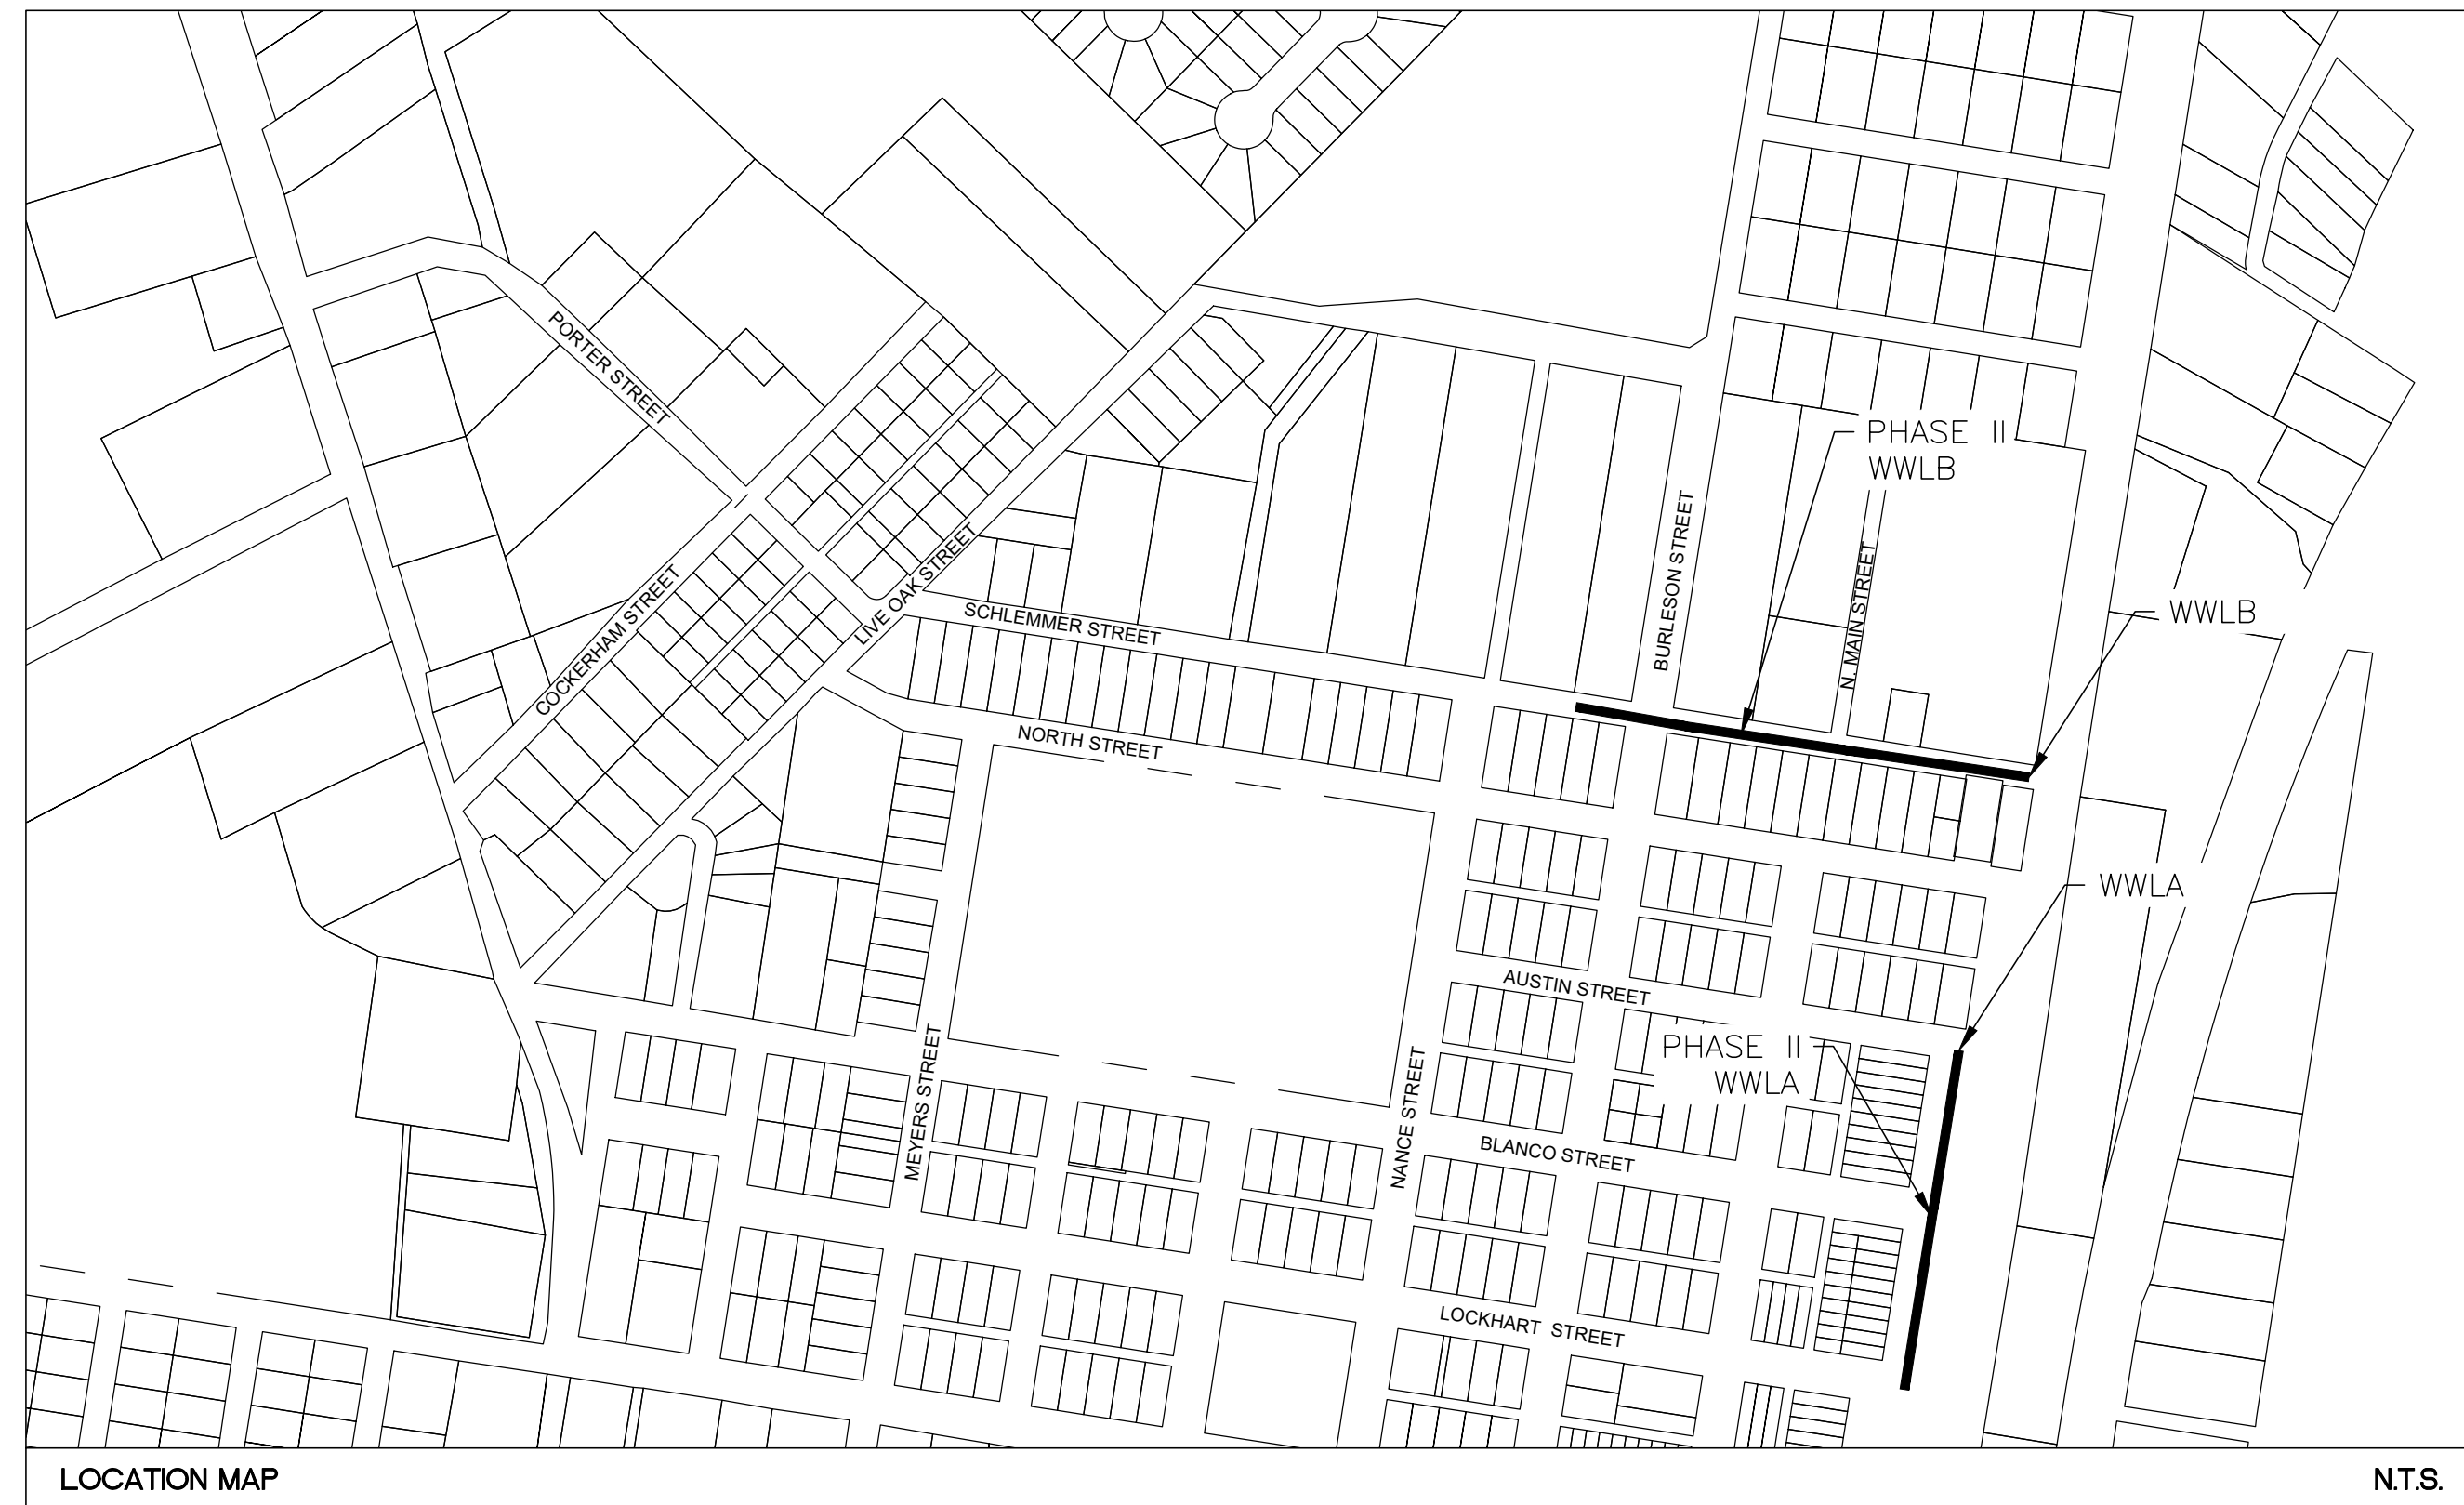 PORTER STREET
PHASE II
WWLB
BURLESON STREET
N. MAIN STREET
WWLB
LIVE OAK STREET
COCKERHAM STREET
SCHLEMMER STREET
NORTH STREET
WWLA
AUSTIN STREET
PHASE II
WWLA
MEYERS STREET
NANCE STREET
BLANCO STREET
LOCKHART STREET
LOCATION MAP
N.T.S.